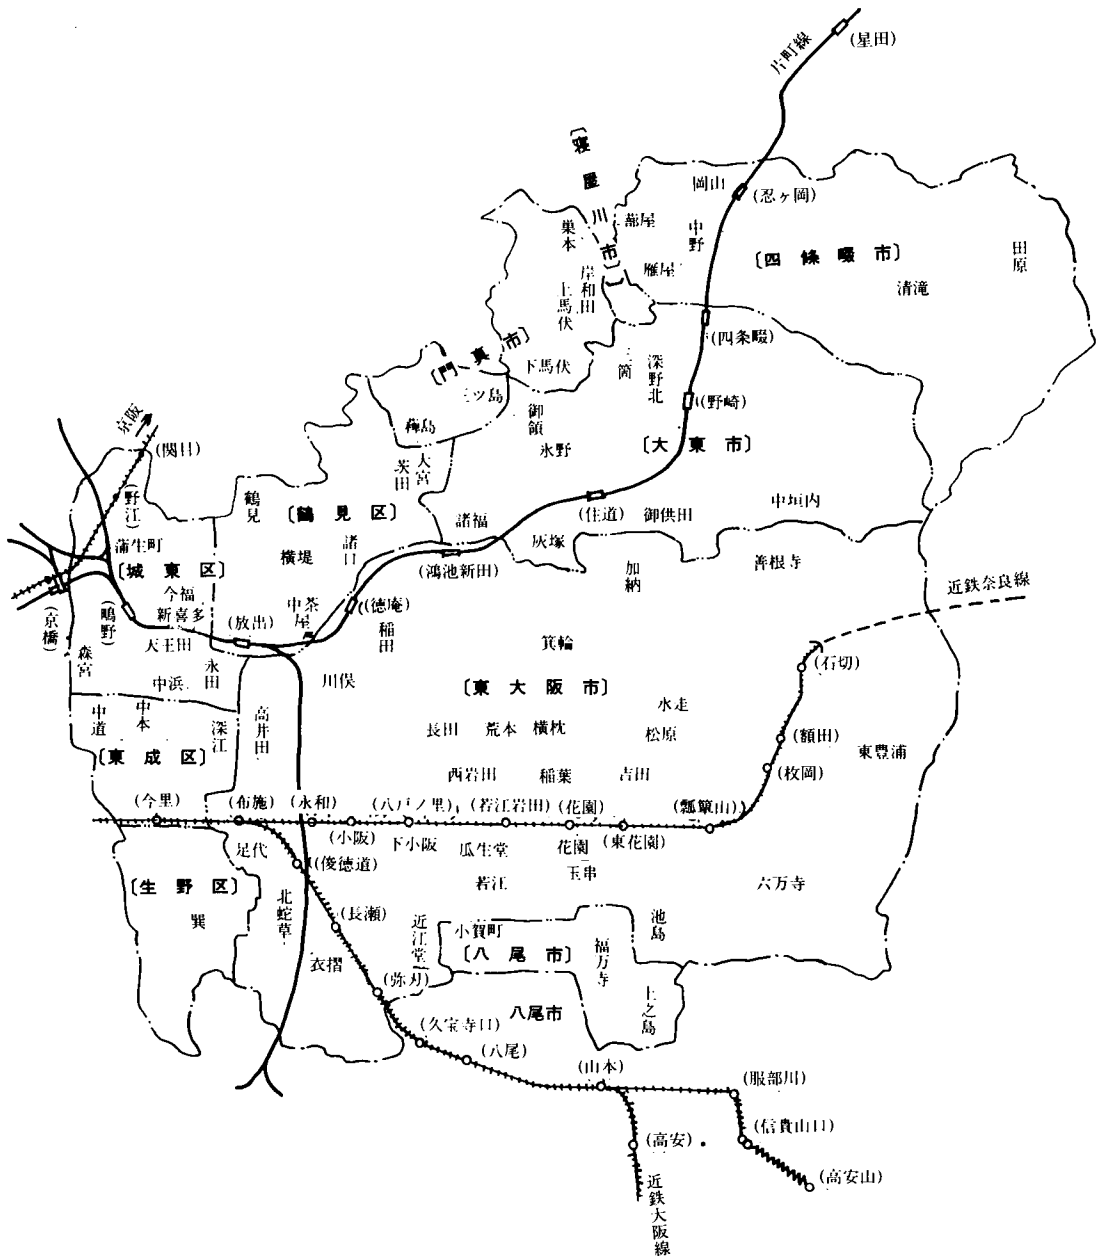 片町線
(星田)
〔寝屋川市〕
岡山
(忍ヶ岡)
蔀屋
巣本
中野
〔四條畷市〕
田原
雁屋
岸和田
上馬伏
清滝
(四条畷)
〔門真市〕
下馬伏
深野北
三ツ島
(野崎)
御領
〔大東市〕
京阪
氷野
(関目)
茨田
大宮
鶴見
(野江)
〔鶴見区〕
諸福
(住道)
御供田
中垣内
蒲生町
横堤
諸口
灰塚
〔城東区〕
(鴻池新田)
加納
善根寺
近鉄奈良線
今福
新喜多
(放出)
中茶屋
(徳庵)
稲田
(京橋)
(鴫野)
天王田
森宮
永田
箕輪
(石切)
中浜
川俣
〔東大阪市〕
水走
中道
中本
深江
高井田
長田
荒本
横枕
松原
(額田)
東豊浦
〔東成区〕
西岩田
稲葉
吉田
(枚岡)
(今里)
(布施)
(永和)
(八戸ノ里)
(若江岩田)
(花園)
(瓢簞山)
(小阪)
下小阪
瓜生堂
花園
(東花園)
足代
(俊徳道)
若江
玉串
六万寺
〔生野区〕
巽
北蛇草
(長瀬)
近江堂
小賀町
池島
〔八尾市〕
福万寺
衣摺
(弥刀)
上之島
八尾市
(久宝寺口)
(八尾)
(山本)
(服部川)
(高安)
(信貴山口)
(高安山)
近鉄大阪線